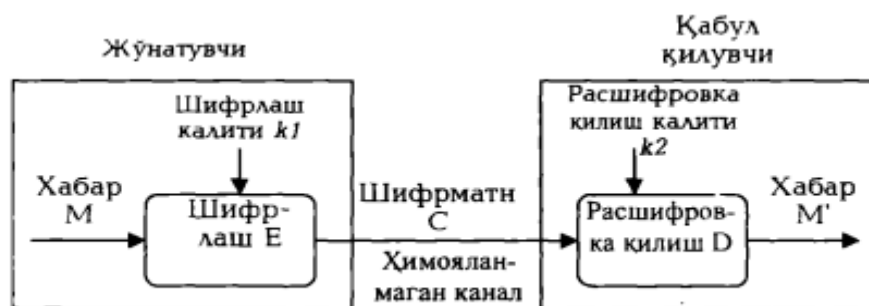 Жўнатувчи
Қабул
қилувчи
Шифрлаш
калити k1
Расшифровка
қилиш калити
k2
Хабар
М
Шифр-
лаш Е
Шифрматн
С
Ҳимоялан-
маган канал
Расшифров-
ка қилиш D
Хабар
М'